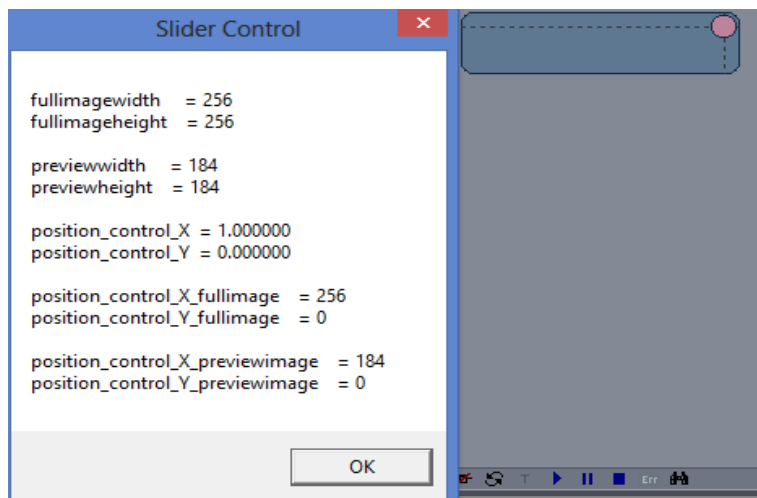 Slider Control
fullimagewidth = 256
fullimageheight = 256
previewwidth = 184
previewheight = 184
position_control_X = 1.000000
position_control_Y = 0.000000
position_control_X_fullimage = 256
position_control_Y_fullimage = 0
position_control_X_previewimage = 184
position_control_Y_previewimage = 0
OK
T
Err